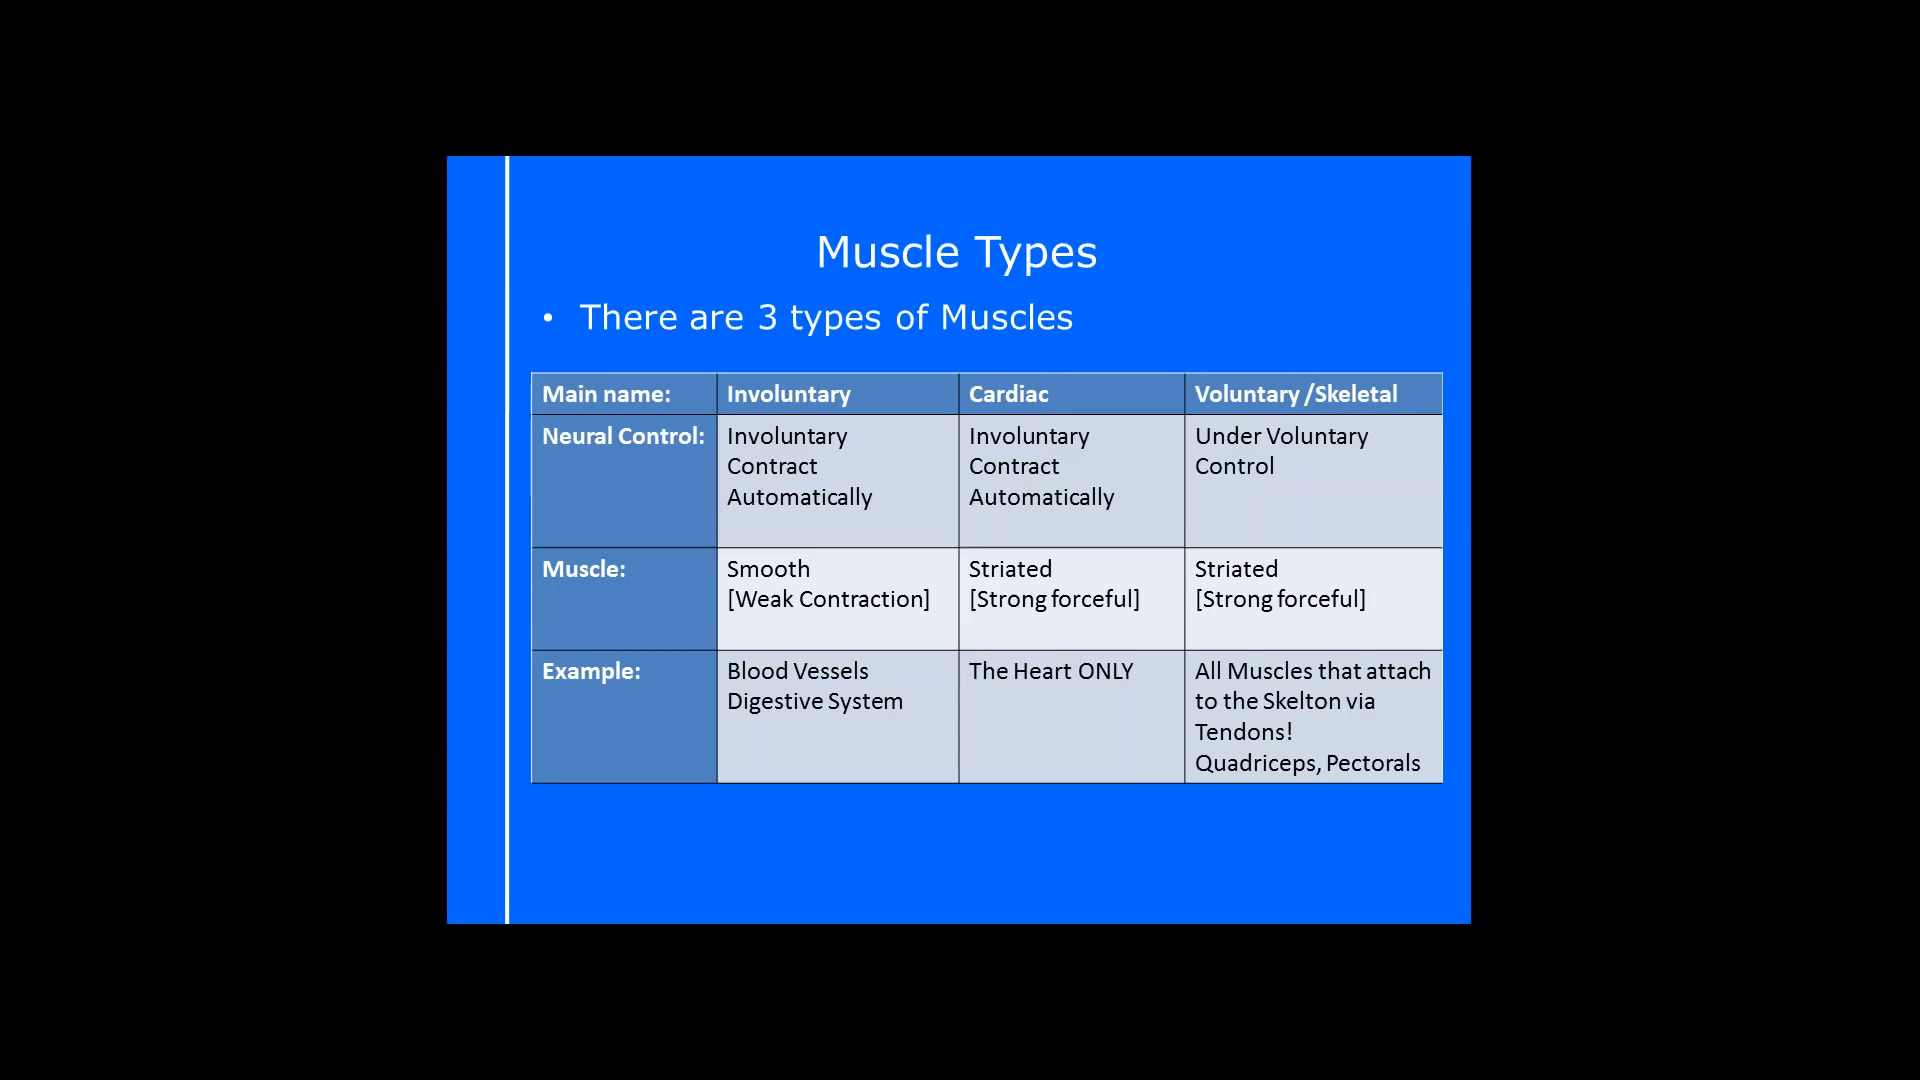 Muscle Types
• There are 3 types of Muscles
Main name: Involuntary Cardiac Voluntary /Skeletal
Neural Control: Involuntary Involuntary Under Voluntary
Contract Contract Control
Automatically Automatically
Muscle: Smooth Striated Striated
[Weak Contraction] [Strong forceful] [Strong forceful]
Example: Blood Vessels The Heart ONLY All Muscles that attach
Digestive System to the Skelton via
Tendons!
Quadriceps, Pectorals